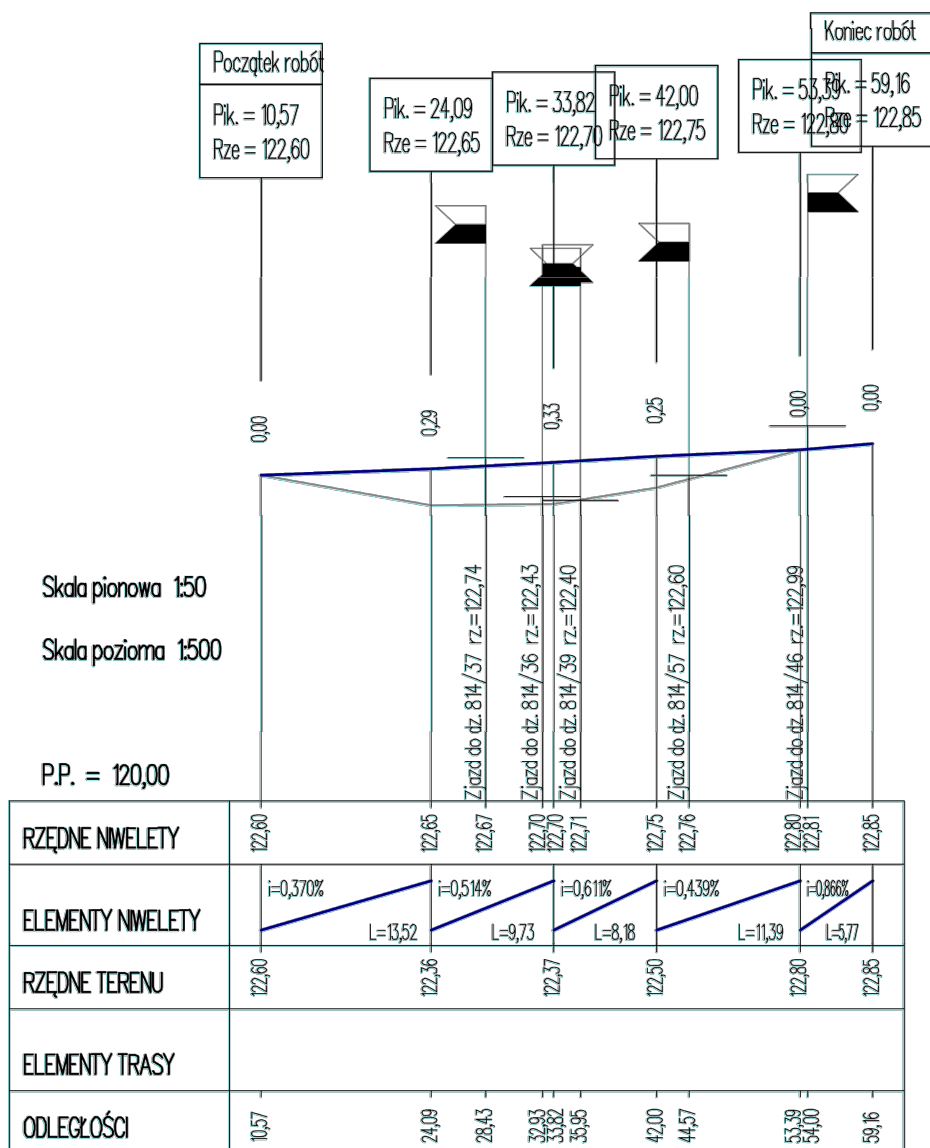 Początek robót
Pik. = 10,57
Rze = 122,60
Pik. = 24,09
Rze = 122,65
Pik. = 33,82
Rze = 122,70
Pik. = 42,00
Rze = 122,75
Pik. = 53,39
Rze = 122,80
Koniec robót
Pik. = 59,16
Rze = 122,85
0,00
0,29
0,33
0,25
0,00
0,00
Skala pionowa 1:50
Skala pozioma 1:500
P.P. = 120,00
Zjazd do dz. 814/37 rz.=122,74
Zjazd do dz. 814/36 rz.=122,43
Zjazd do dz. 814/39 rz.=122,40
Zjazd do dz. 814/57 rz.=122,60
Zjazd do dz. 814/46 rz.=122,99
RZĘDNE NIWELETY
122,60
122,65
122,67
122,70
122,70
122,71
122,75
122,76
122,80
122,81
122,85
ELEMENTY NIWELETY
i=0,370%
L=13,52
i=0,514%
L=9,73
i=0,611%
L=8,18
i=0,439%
L=11,39
i=0,866%
L=5,77
RZĘDNE TERENU
122,60
122,36
122,37
122,50
122,80
122,85
ELEMENTY TRASY
ODLEGŁOŚCI
10,57
24,09
28,43
32,93
33,82
35,95
42,00
44,57
53,39
54,00
59,16